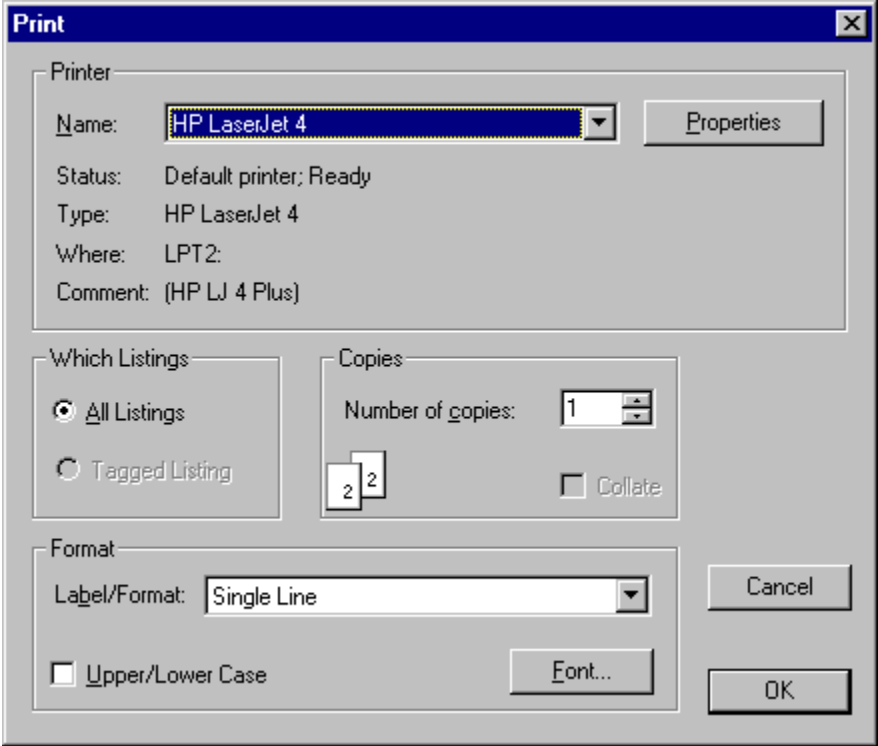 Print
Printer
Name: HP LaserJet 4 Properties
Status: Default printer; Ready
Type: HP LaserJet 4
Where: LPT2:
Comment: (HP LJ 4 Plus)
Which Listings
All Listings
Tagged Listing
Copies
Number of copies: 1
2 2
Collate
Format
Label/Format: Single Line
Upper/Lower Case Font...
Cancel
OK